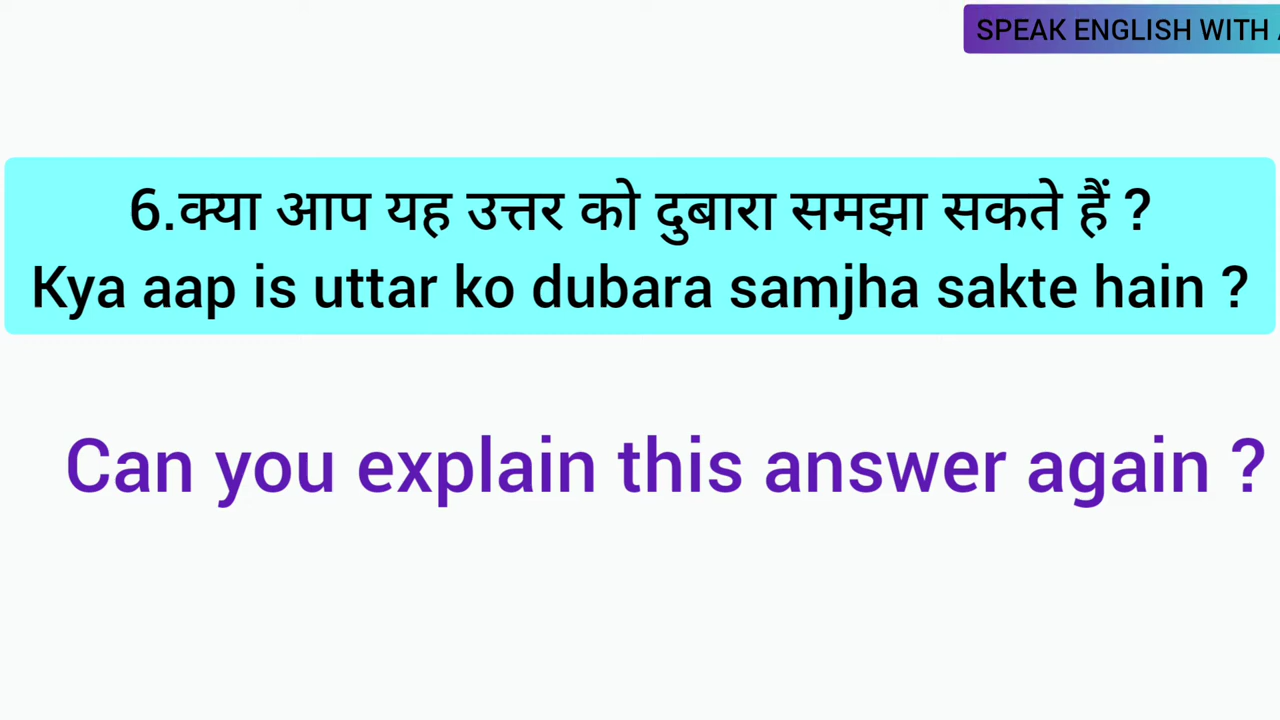 SPEAK ENGLISH WITH
6.क्या आप यह उत्तर को दुबारा समझा सकते हैं ?
Kya aap is uttar ko dubara samjha sakte hain ?
Can you explain this answer again ?